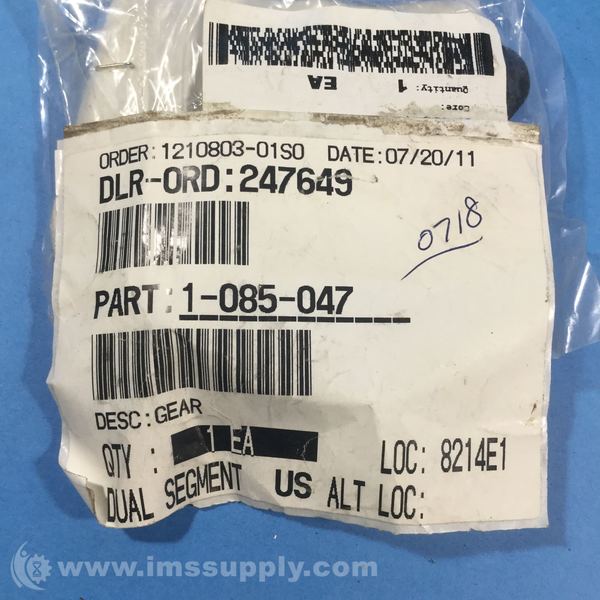 EA
Quantity: 1
Core:
ORDER:1210803-01S0 DATE:07/20/11
DLR-ORD:247649
0718
PART:1-085-047
DESC:GEAR
QTY : 1 EA LOC: 8214E1
DUAL SEGMENT US ALT LOC:
www.imssupply.com